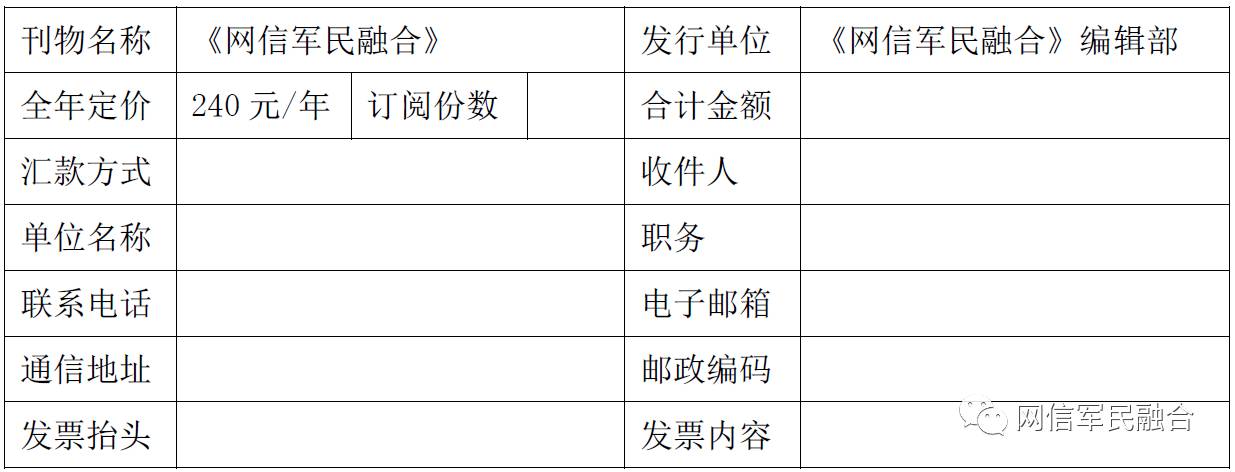 刊物名称 《网信军民融合》 发行单位 《网信军民融合》编辑部
全年定价 240 元/年 订阅份数 合计金额
汇款方式 收件人
单位名称 职务
联系电话 电子邮箱
通信地址 邮政编码
发票抬头 发票内容
网信军民融合